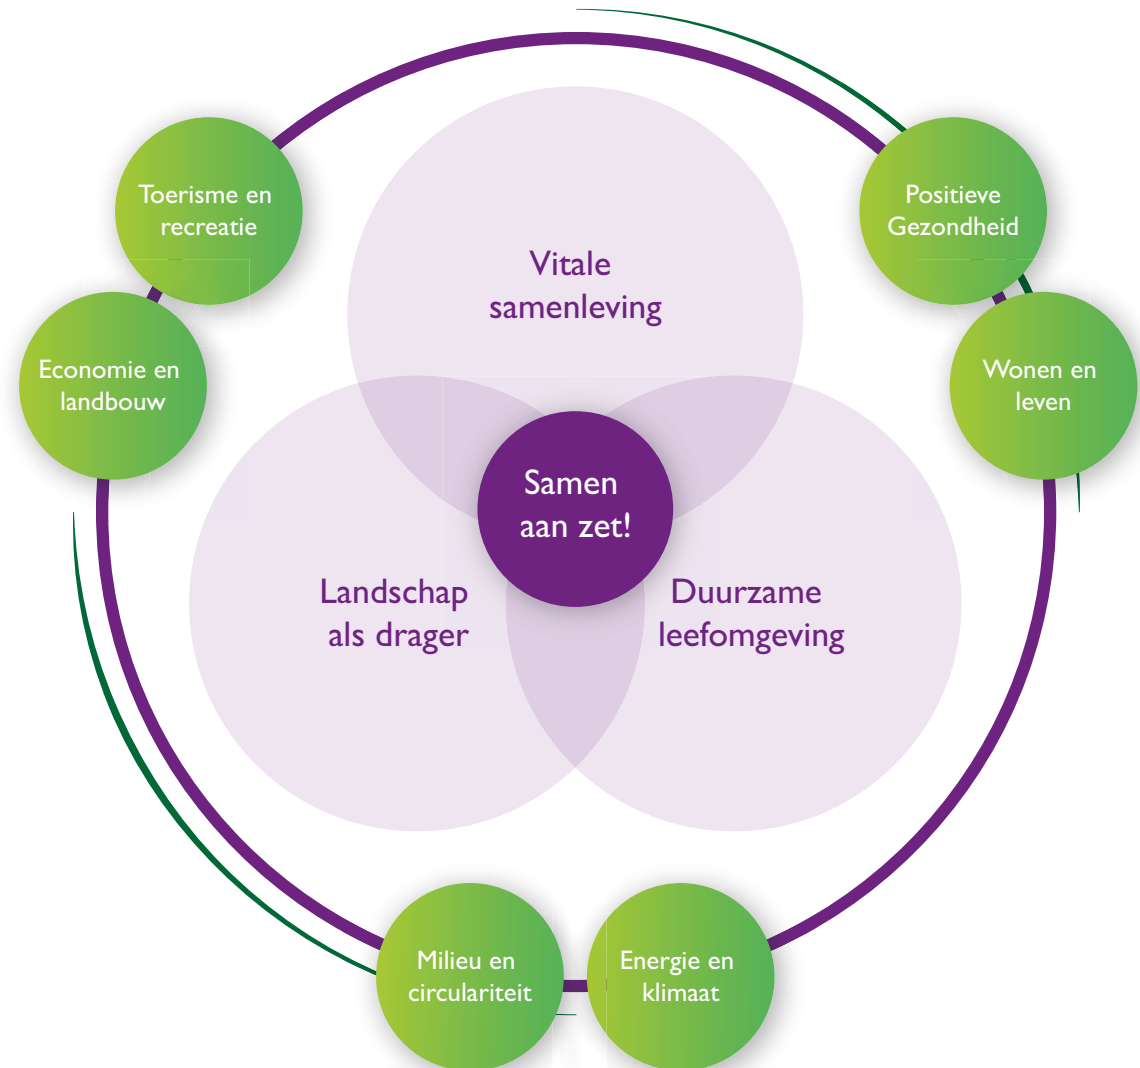 Toerisme en
recreatie
Positieve
Gezondheid
Vitale
samenleving
Economie en
landbouw
Wonen en
leven
Samen
aan zet!
Landschap
als drager
Duurzame
leefomgeving
Milieu en
circulariteit
Energie en
klimaat